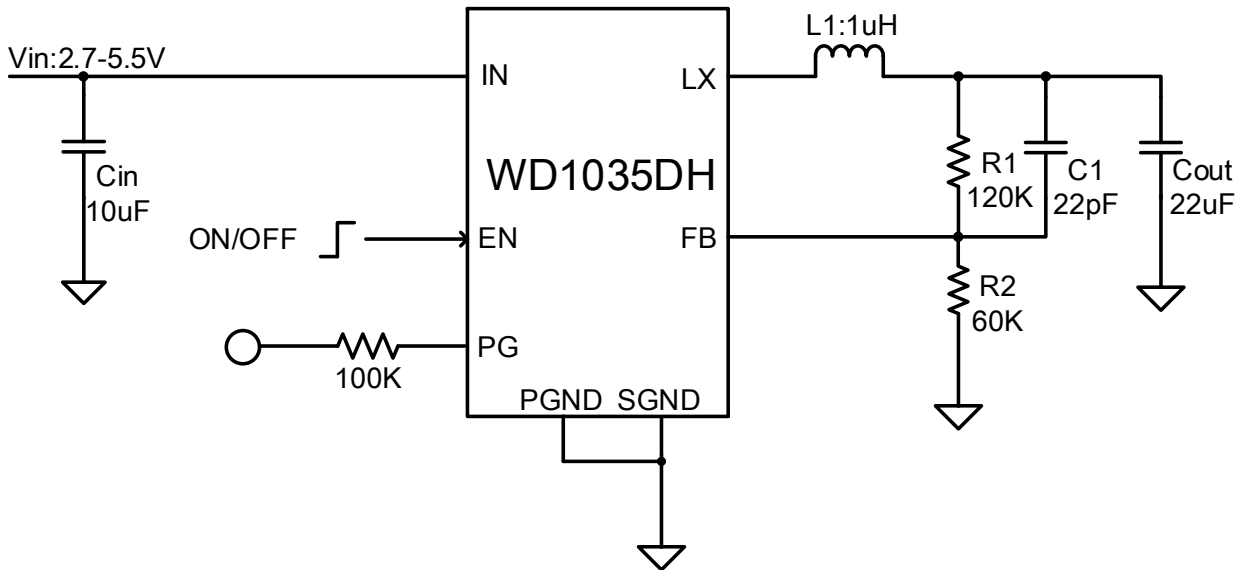 Vin:2.7-5.5V
L1:1uH
IN
LX
WD1035DH
Cin
10uF
R1
120K
C1
22pF
Cout
22uF
ON/OFF
EN
FB
R2
60K
PG
100K
PGND SGND